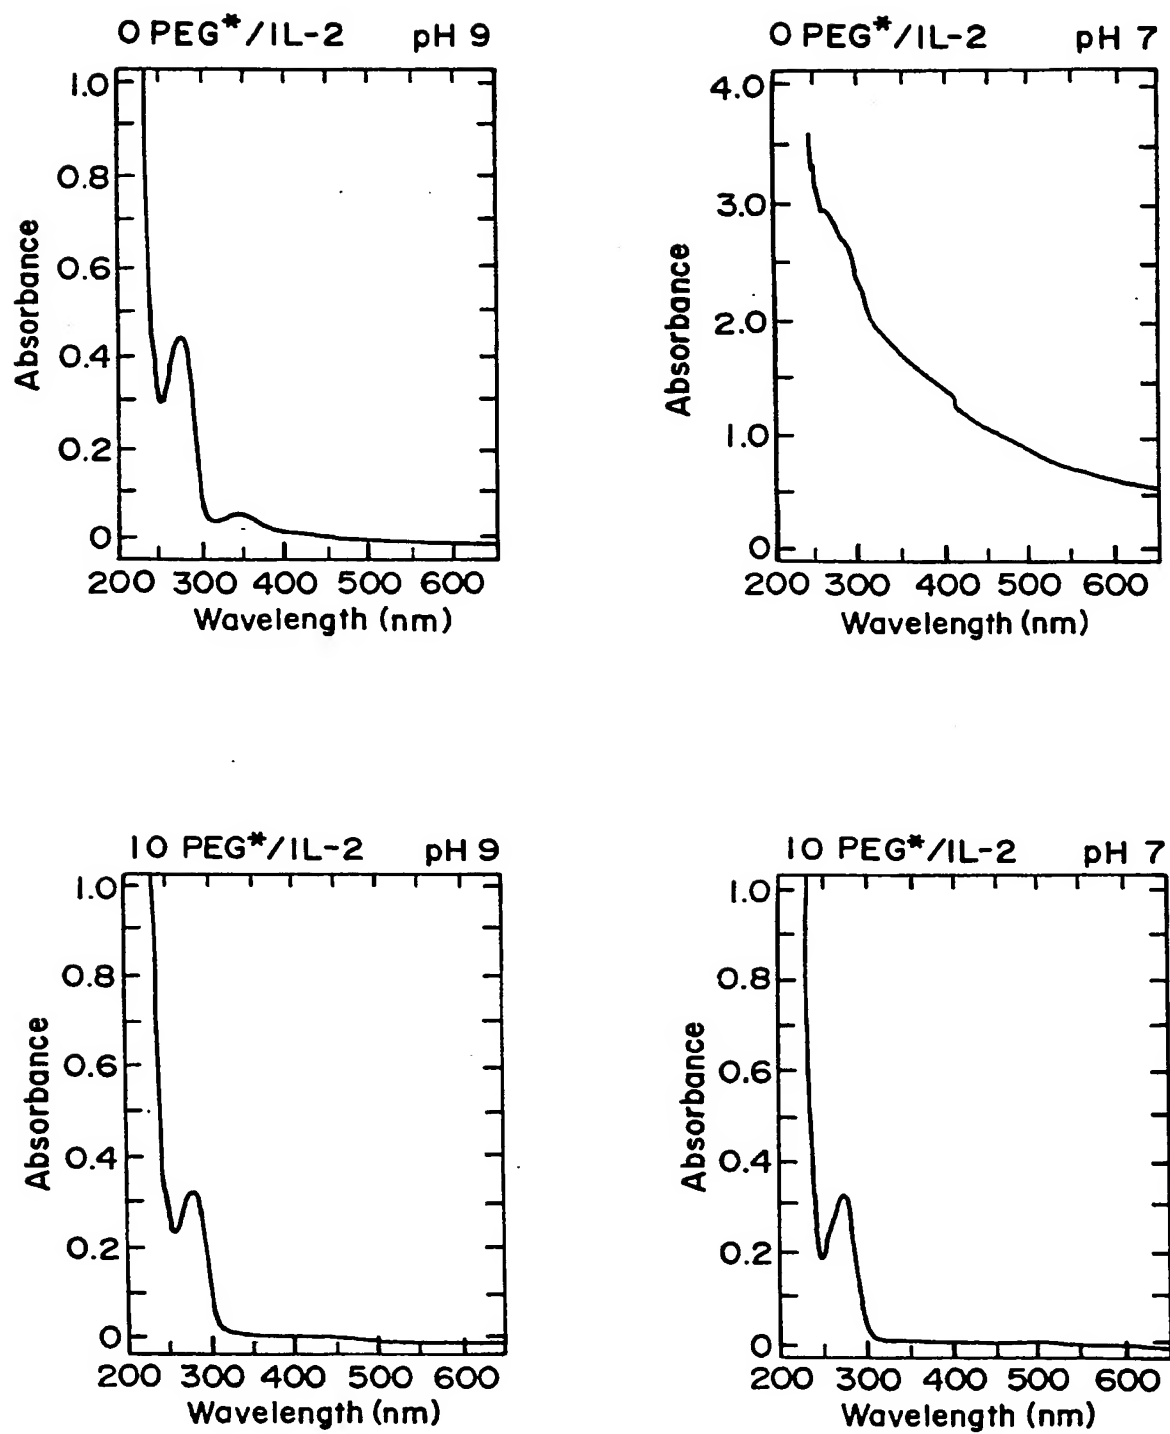 O PEG*/IL-2 pH 9
1.0
0.8
0.6
0.4
0.2
0
Absorbance
200 300 400 500 600
Wavelength (nm)
O PEG*/IL-2 pH 7
4.0
3.0
2.0
1.0
0
Absorbance
200 300 400 500 600
Wavelength (nm)
10 PEG*/IL-2 pH 9
1.0
0.8
0.6
0.4
0.2
0
Absorbance
200 300 400 500 600
Wavelength (nm)
10 PEG*/IL-2 pH 7
1.0
0.8
0.6
0.4
0.2
0
Absorbance
200 300 400 500 600
Wavelength (nm)